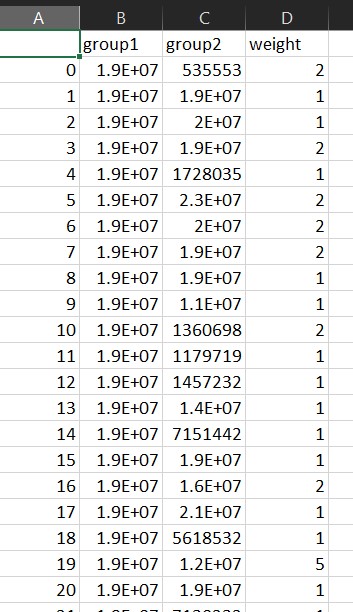 A B C D
group1 group2 weight
0 1.9E+07 535553 2
1 1.9E+07 1.9E+07 1
2 1.9E+07 2E+07 1
3 1.9E+07 1.9E+07 2
4 1.9E+07 1728035 1
5 1.9E+07 2.3E+07 2
6 1.9E+07 2E+07 2
7 1.9E+07 1.9E+07 2
8 1.9E+07 1.9E+07 1
9 1.9E+07 1.1E+07 1
10 1.9E+07 1360698 2
11 1.9E+07 1179719 1
12 1.9E+07 1457232 1
13 1.9E+07 1.4E+07 1
14 1.9E+07 7151442 1
15 1.9E+07 1.9E+07 1
16 1.9E+07 1.6E+07 2
17 1.9E+07 2.1E+07 1
18 1.9E+07 5618532 1
19 1.9E+07 1.2E+07 5
20 1.9E+07 1.9E+07 1